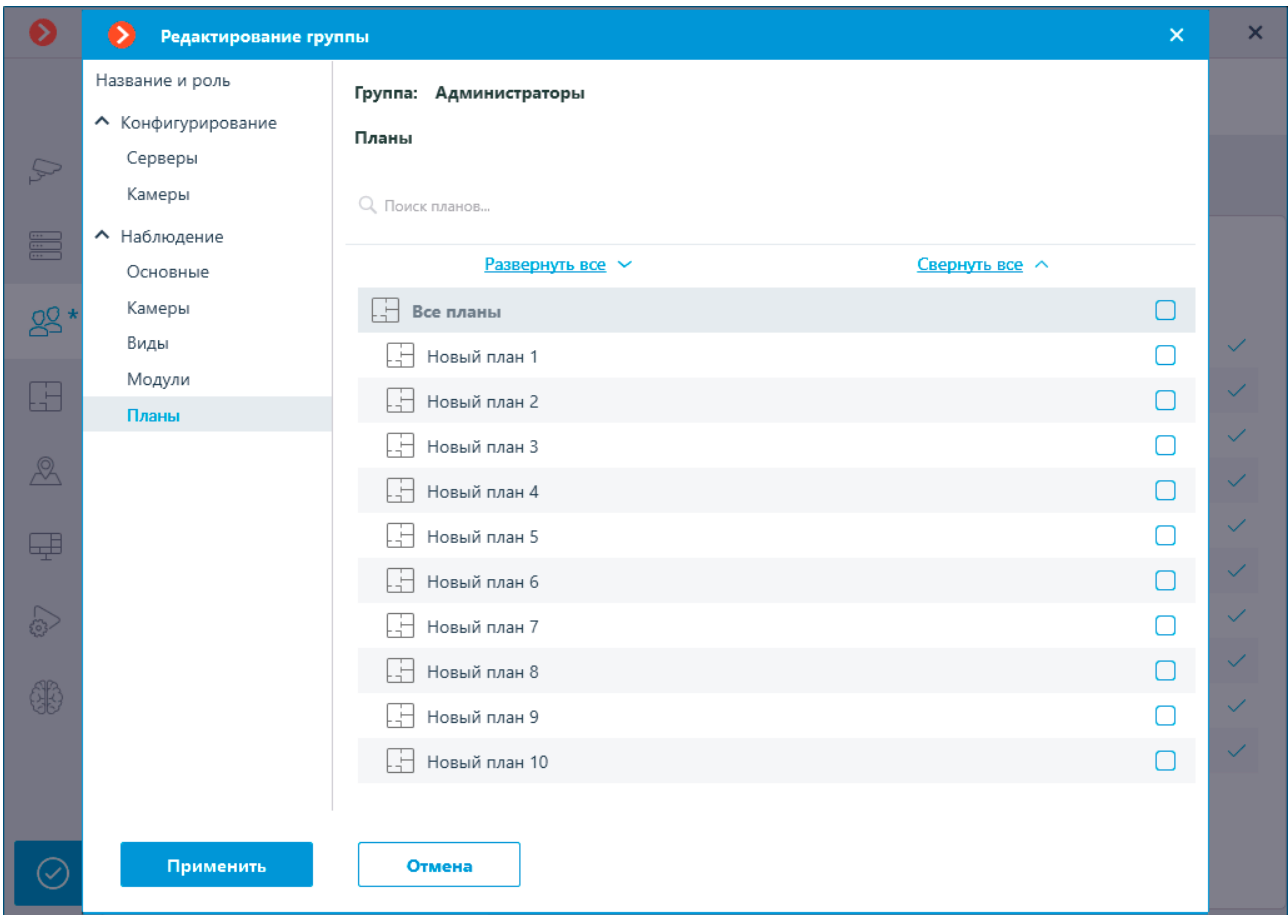 Редактирование группы
Название и роль
Конфигурирование
Серверы
Камеры
Наблюдение
Основные
Камеры
Виды
Модули
Планы
Группа: Администраторы
Планы
Поиск планов...
Развернуть все Свернуть все
Все планы
Новый план 1
Новый план 2
Новый план 3
Новый план 4
Новый план 5
Новый план 6
Новый план 7
Новый план 8
Новый план 9
Новый план 10
*
Применить Отмена